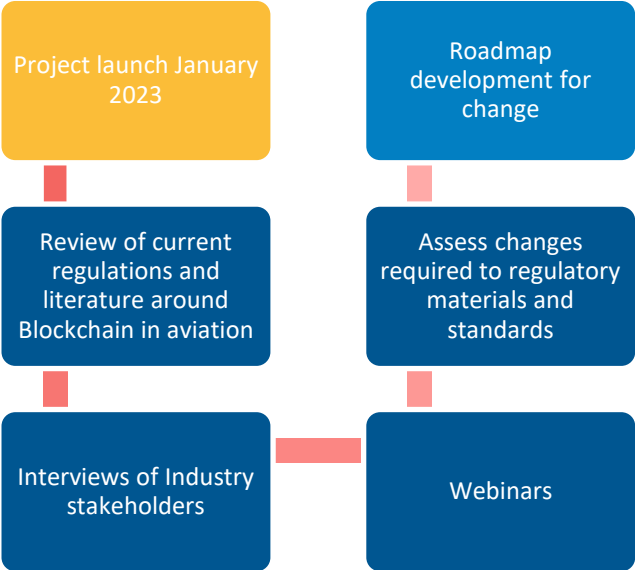 Project launch January
2023
Review of current
regulations and
literature around
Blockchain in aviation
Interviews of Industry
stakeholders
Webinars
Assess changes
required to regulatory
materials and
standards
Roadmap
development for
change